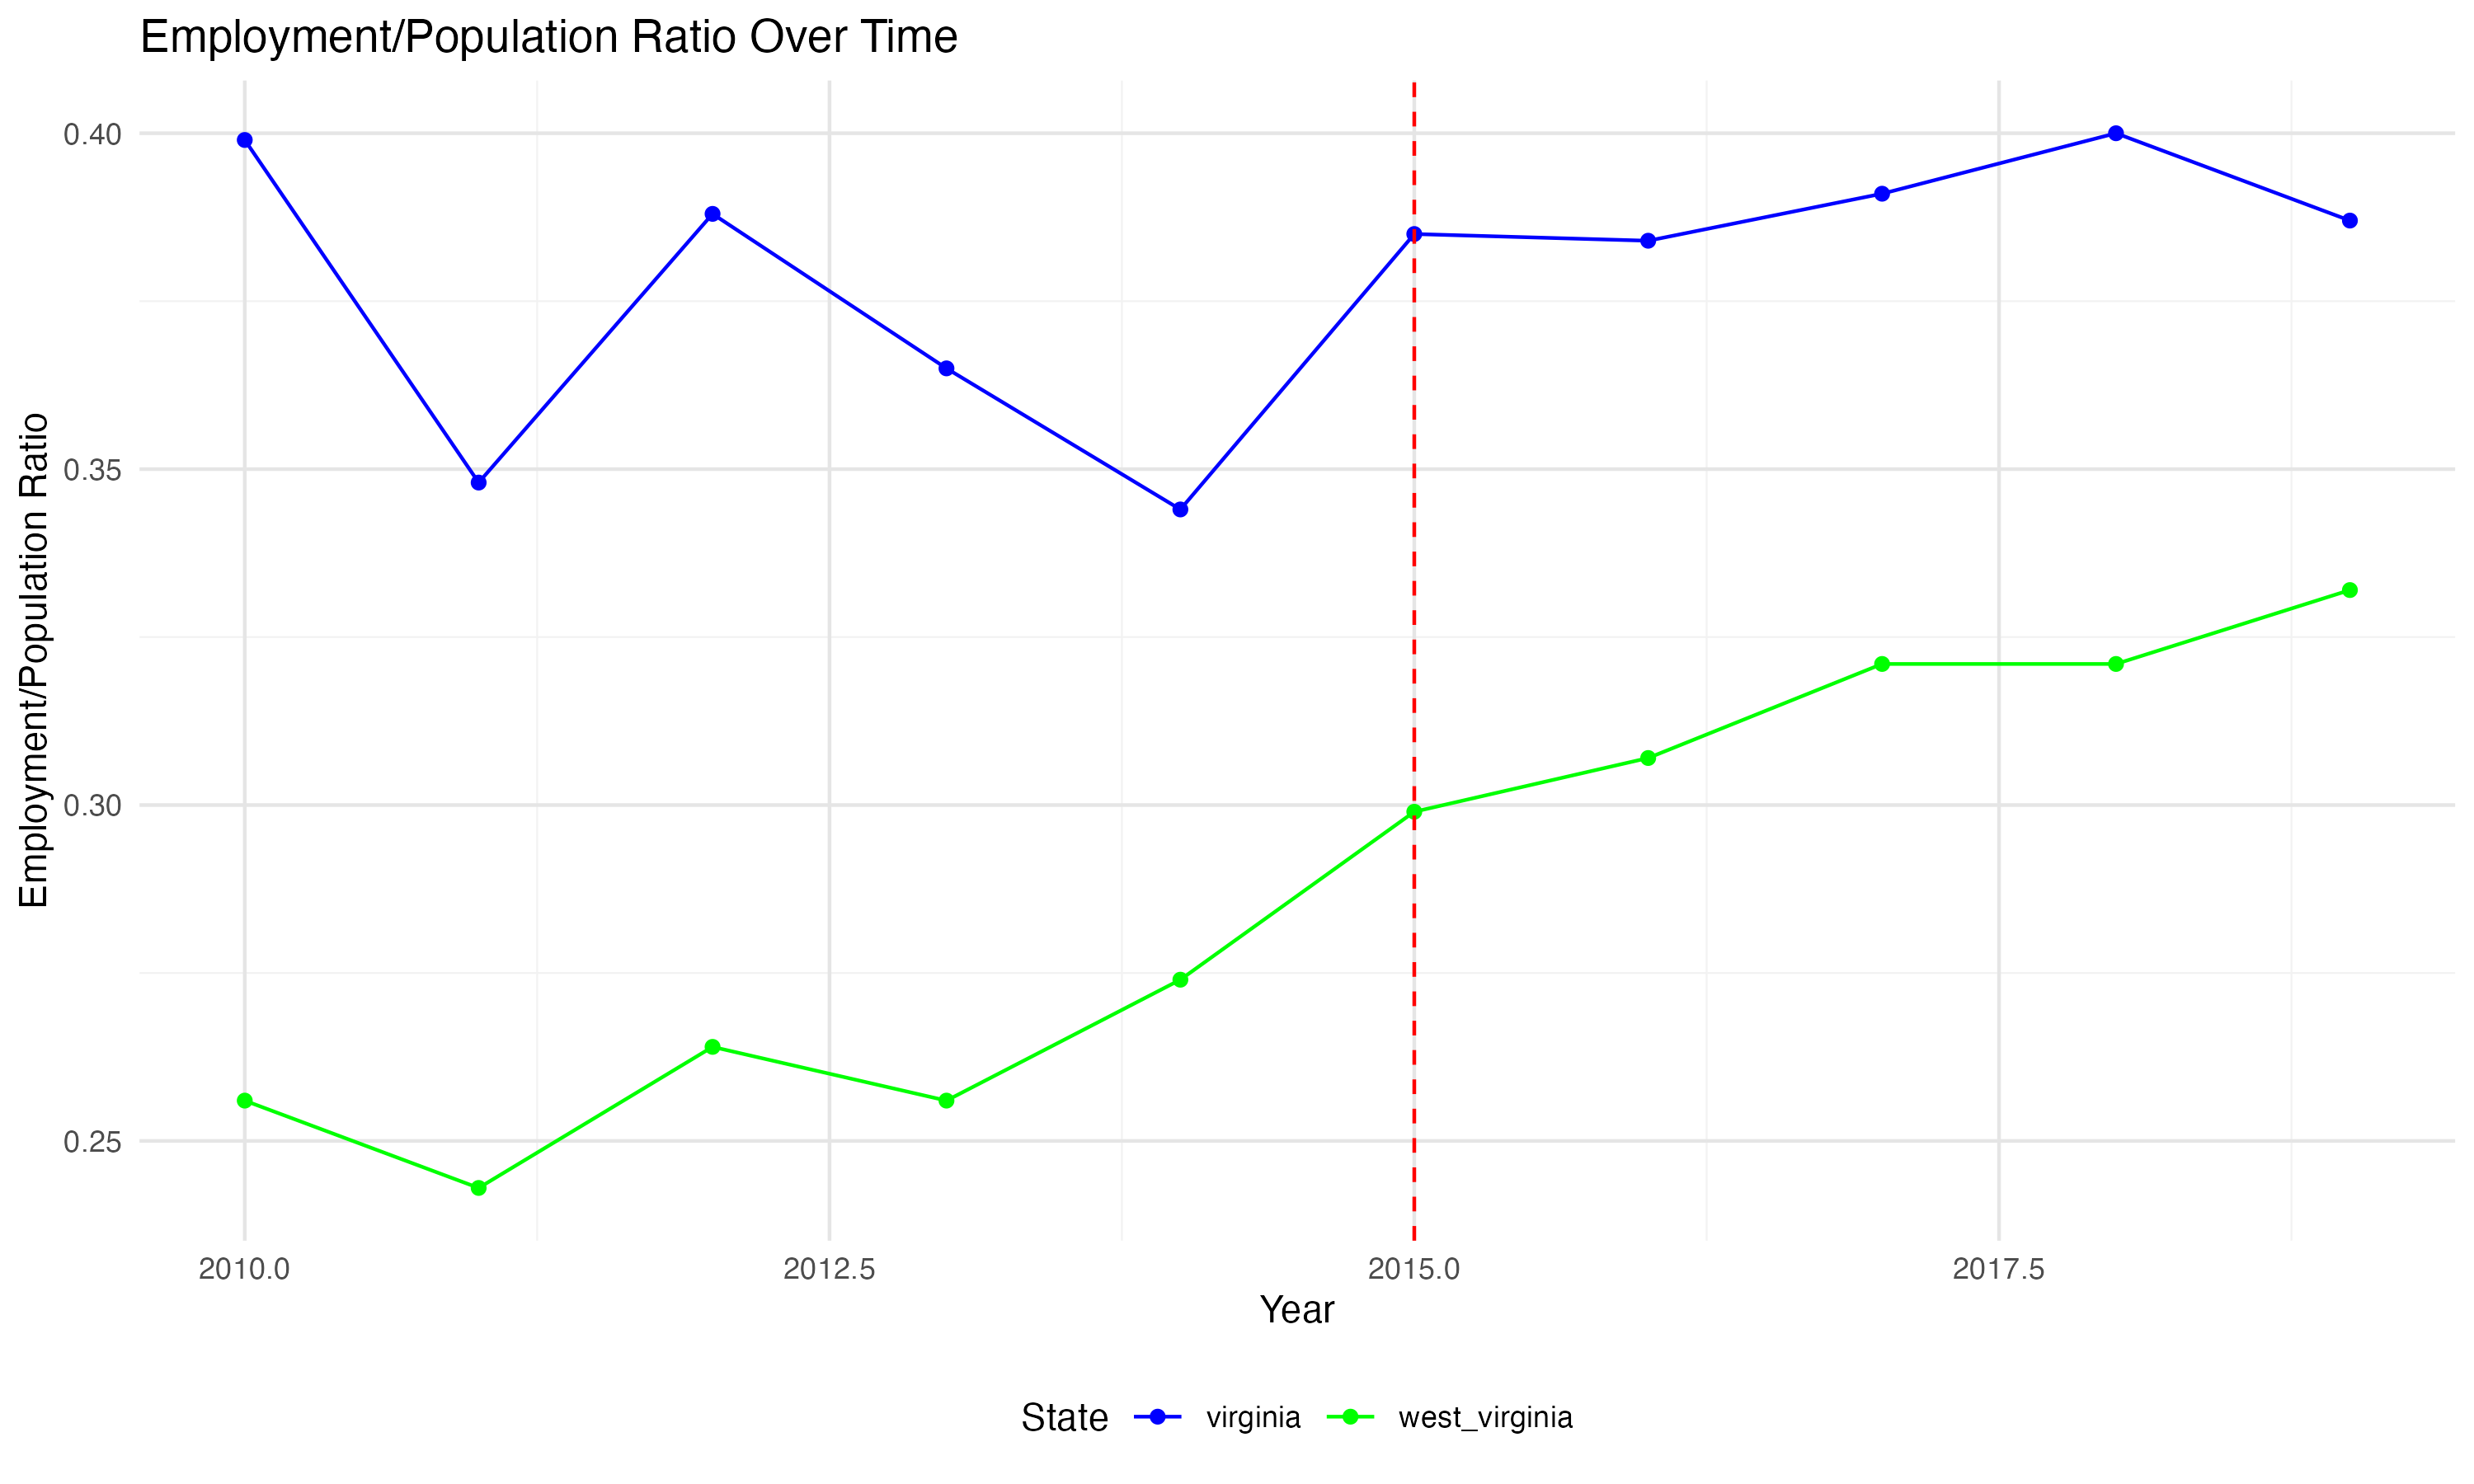 Employment/Population Ratio Over Time
Employment/Population Ratio
0.40
0.35
0.30
0.25
2010.0
2012.5
2015.0
2017.5
Year
State
virginia
west_virginia